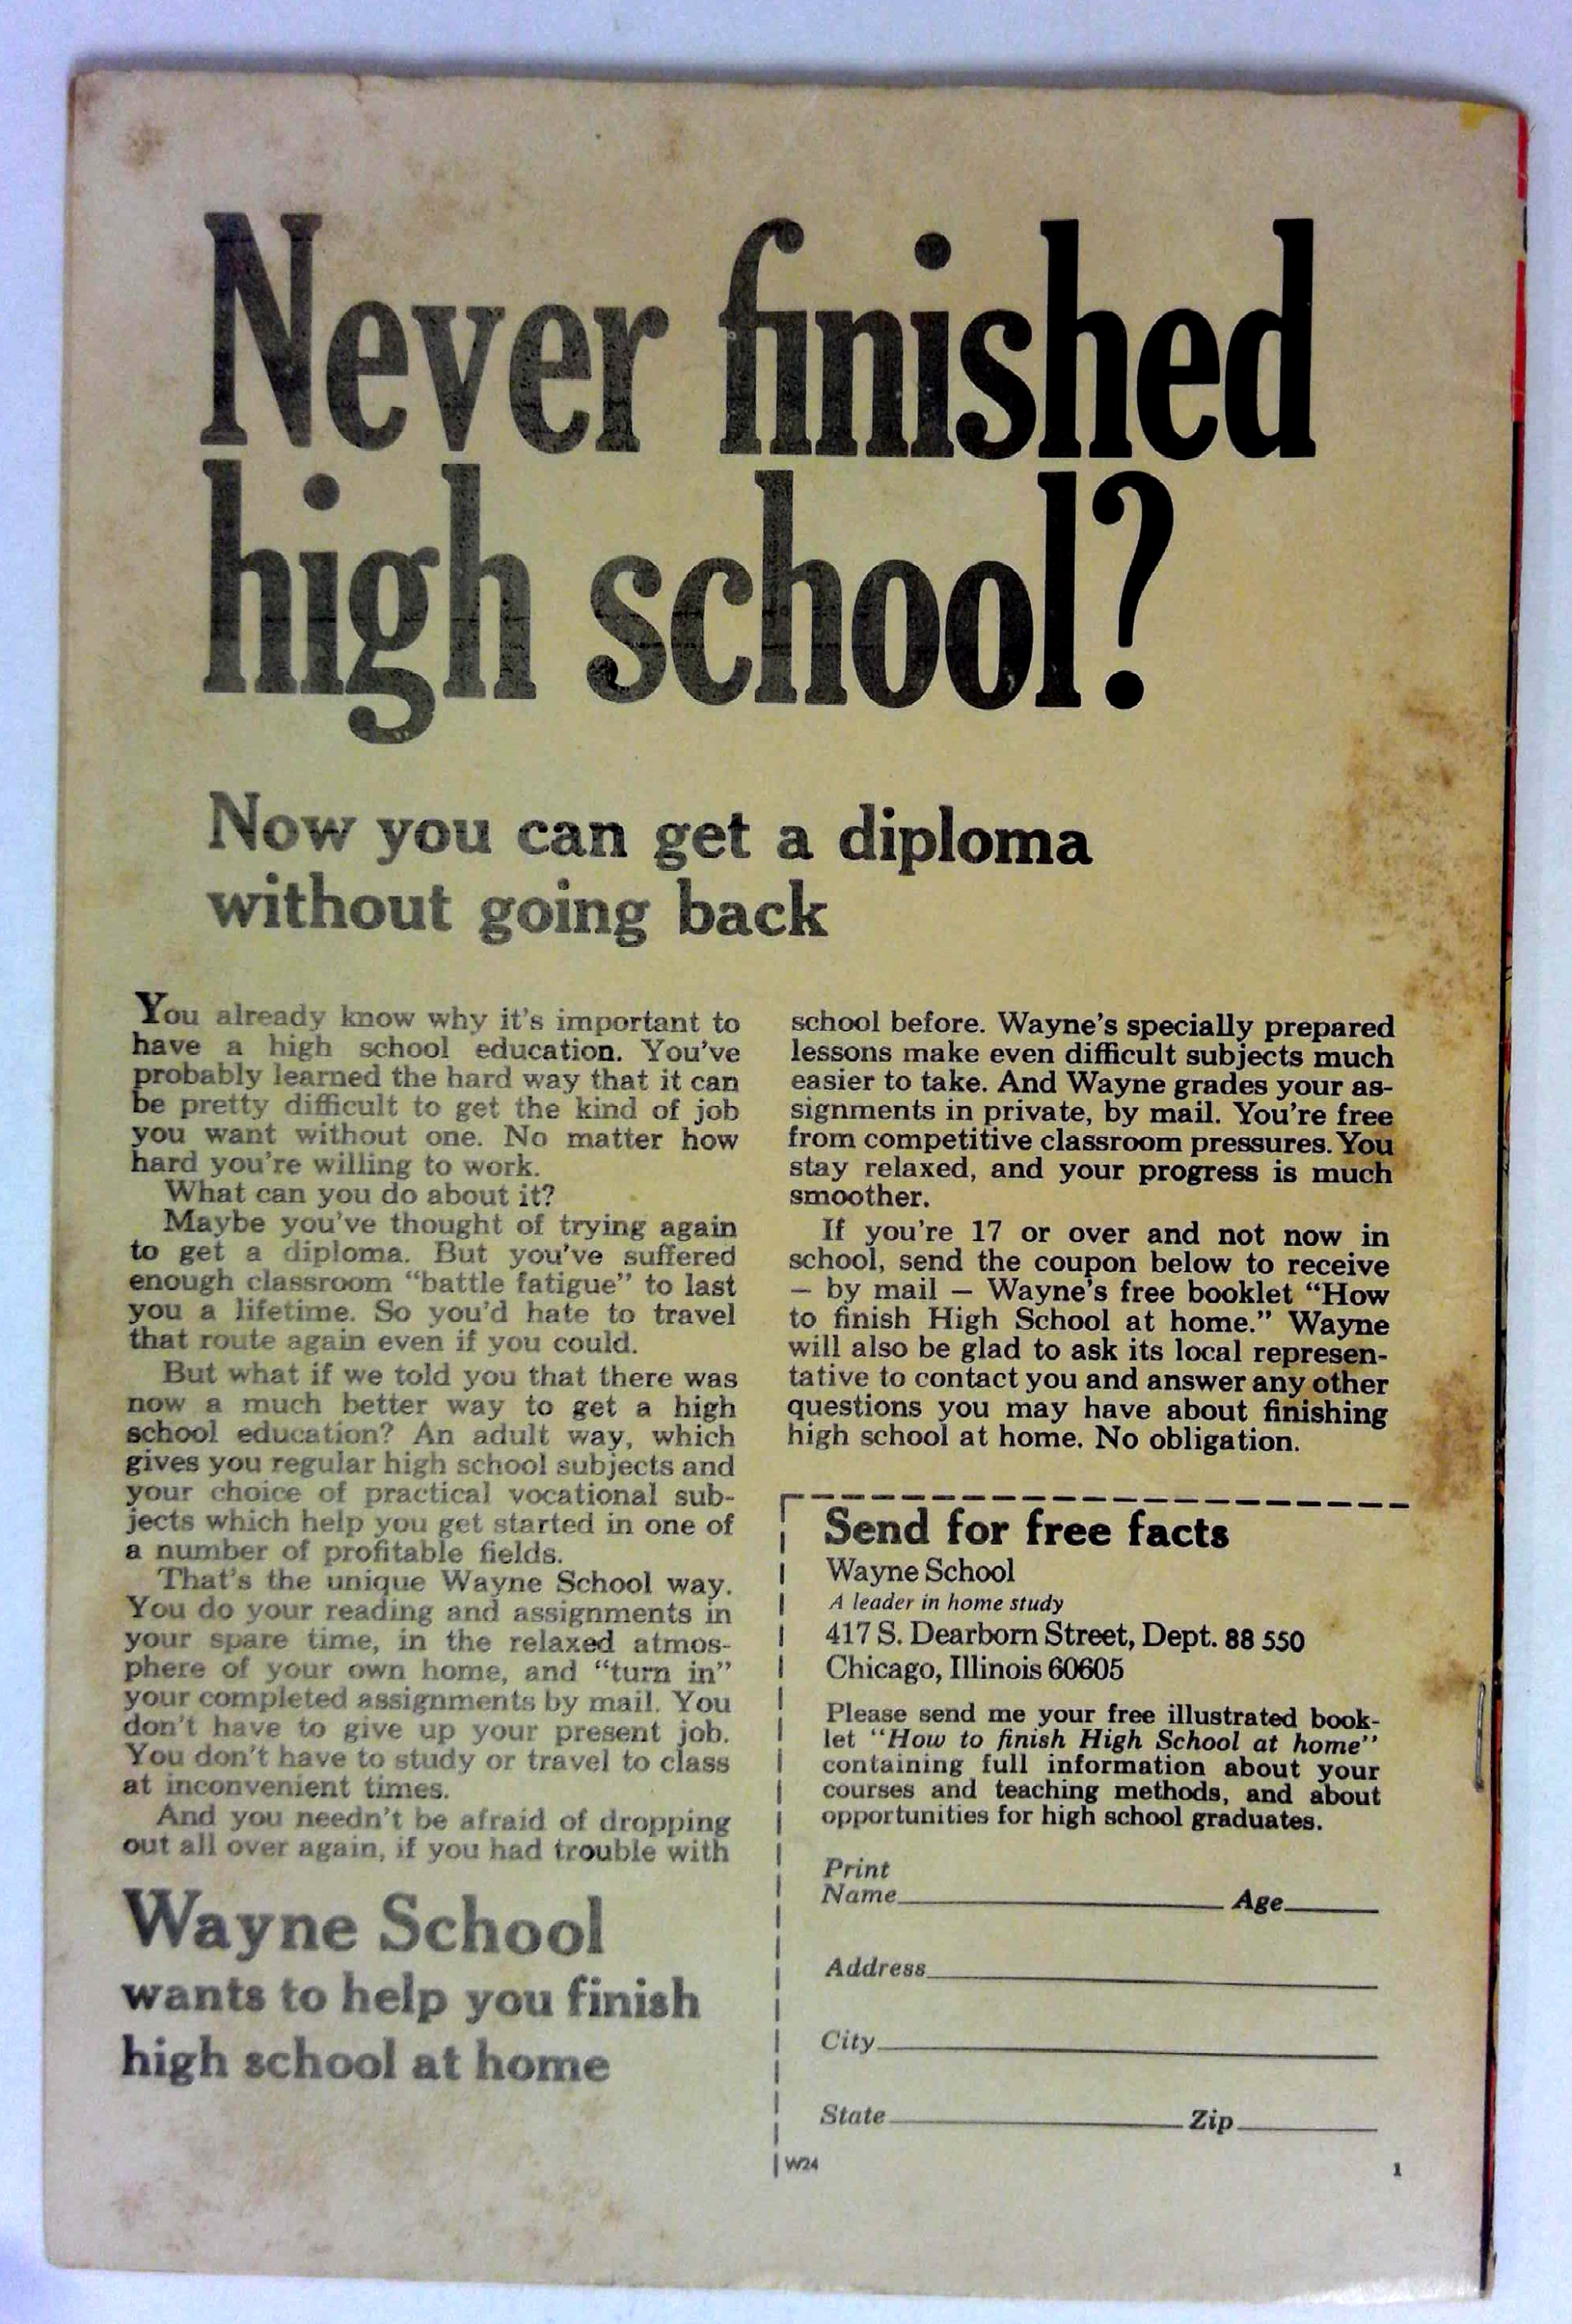 Never finished
high school?
Now you can get a diploma
without going back
You already know why it's important to
have a high school education. You've
probably learned the hard way that it can
be pretty difficult to get the kind of job
you want without one. No matter how
hard you're willing to work.
What can you do about it?
Maybe you've thought of trying again
to get a diploma. But you've suffered
enough classroom “battle fatigue” to last
you a lifetime. So you'd hate to travel
that route again even if you could.
But what if we told you that there was
now a much better way to get a high
school education? An adult way, which
gives you regular high school subjects and
your choice of practical vocational sub-
jects which help you get started in one of
a number of profitable fields.
That's the unique Wayne School way.
You do your reading and assignments in
your spare time, in the relaxed atmos-
phere of your own home, and “turn in”
your completed assignments by mail. You
don't have to give up your present job.
You don't have to study or travel to class
at inconvenient times.
And you needn't be afraid of dropping
out all over again, if you had trouble with
school before. Wayne's specially prepared
lessons make even difficult subjects much
easier to take. And Wayne grades your as-
signments in private, by mail. You're free
from competitive classroom pressures. You
stay relaxed, and your progress is much
smoother.
If you're 17 or over and not now in
school, send the coupon below to receive
— by mail — Wayne's free booklet “How
to finish High School at home.” Wayne
will also be glad to ask its local represen-
tative to contact you and answer any other
questions you may have about finishing
high school at home. No obligation.
Wayne School
wants to help you finish
high school at home
Send for free facts
Wayne School
A leader in home study
417 S. Dearborn Street, Dept. 88 550
Chicago, Illinois 60605
Please send me your free illustrated book-
let “How to finish High School at home”
containing full information about your
courses and teaching methods, and about
opportunities for high school graduates.
Print
Name Age
Address
City
State Zip
W24 1